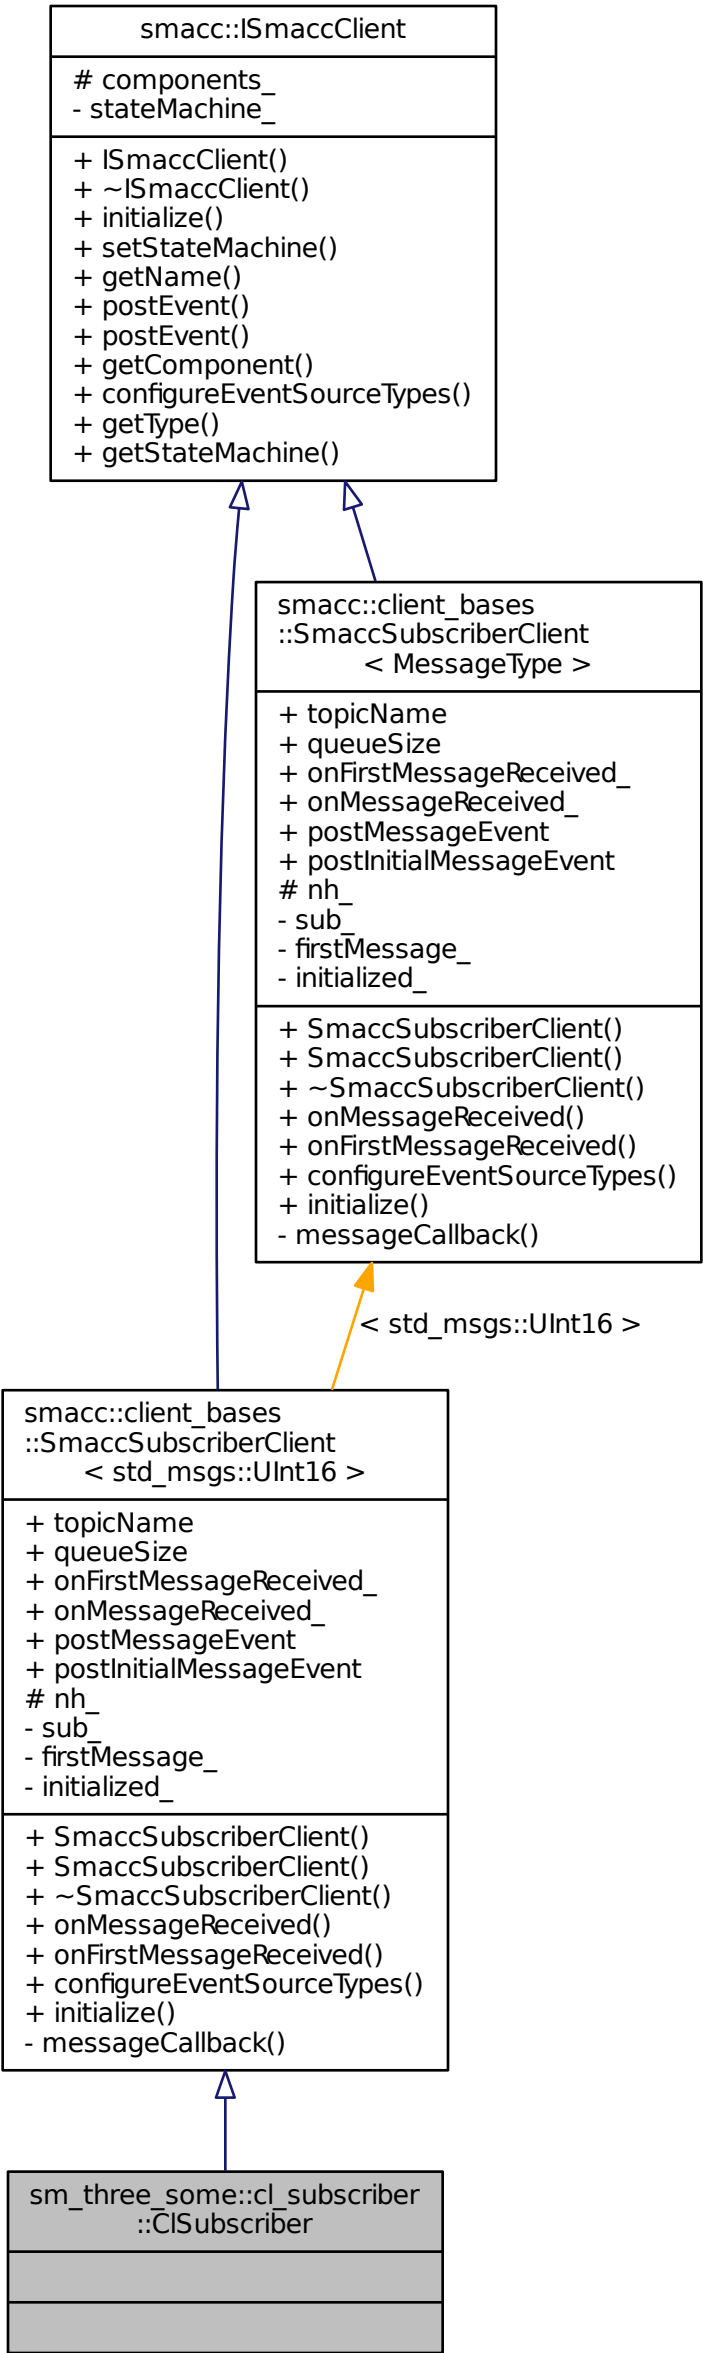 smacc::ISmaccClient
# components_
- stateMachine_
+ ISmaccClient()
+ ~ISmaccClient()
+ initialize()
+ setStateMachine()
+ getName()
+ postEvent()
+ postEvent()
+ getComponent()
+ configureEventSourceTypes()
+ getType()
+ getStateMachine()
smacc::client_bases
::SmaccSubscriberClient
< MessageType >
+ topicName
+ queueSize
+ onFirstMessageReceived_
+ onMessageReceived_
+ postMessageEvent
+ postInitialMessageEvent
# nh_
- sub_
- firstMessage_
- initialized_
+ SmaccSubscriberClient()
+ SmaccSubscriberClient()
+ ~SmaccSubscriberClient()
+ onMessageReceived()
+ onFirstMessageReceived()
+ configureEventSourceTypes()
+ initialize()
- messageCallback()
< std_msgs::UInt16 >
smacc::client_bases
::SmaccSubscriberClient
< std_msgs::UInt16 >
+ topicName
+ queueSize
+ onFirstMessageReceived_
+ onMessageReceived_
+ postMessageEvent
+ postInitialMessageEvent
# nh_
- sub_
- firstMessage_
- initialized_
+ SmaccSubscriberClient()
+ SmaccSubscriberClient()
+ ~SmaccSubscriberClient()
+ onMessageReceived()
+ onFirstMessageReceived()
+ configureEventSourceTypes()
+ initialize()
- messageCallback()
sm_three_some::cl_subscriber
::ClSubscriber